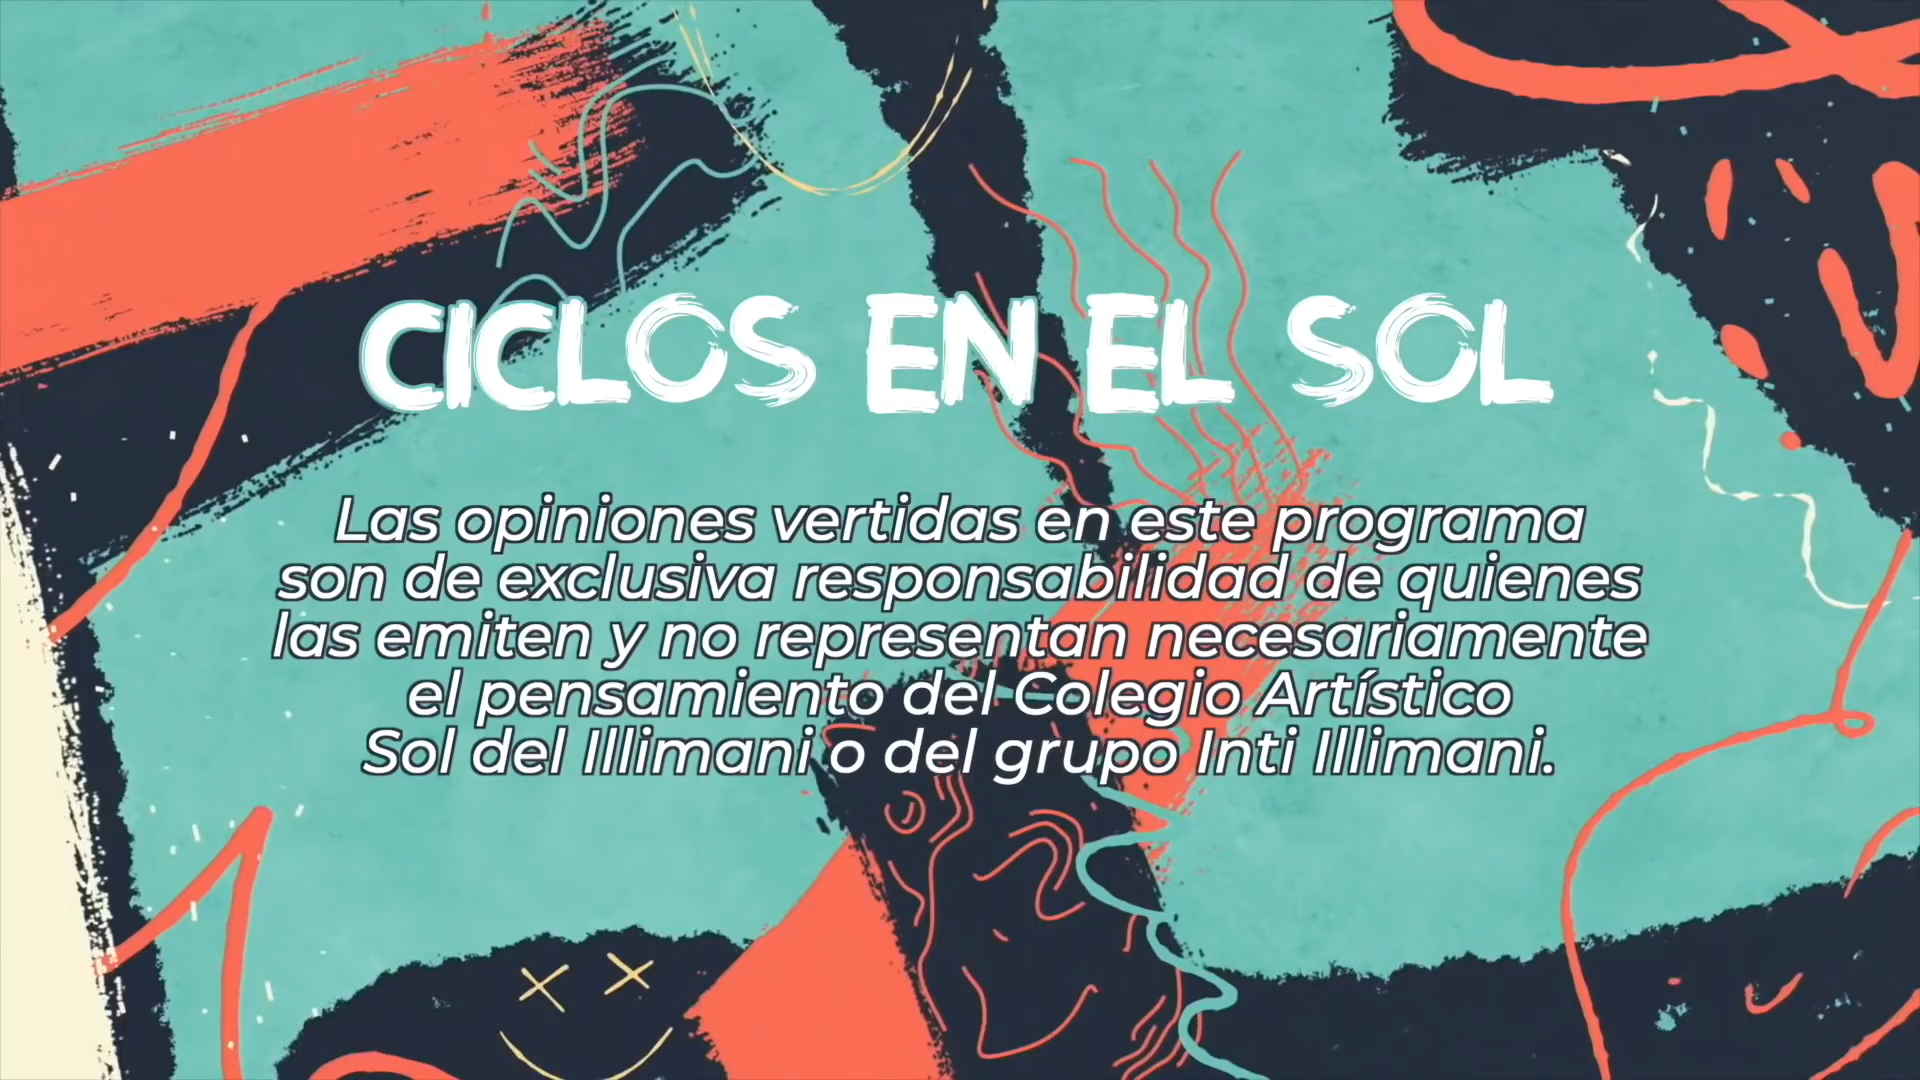 CICLOS EN EL SOL
Las opiniones vertidas en este programa
son de exclusiva responsabilidad de quienes
las emiten y no representan necesariamente
el pensamiento del Colegio Artístico
Sol del Illimani o del grupo Inti Illimani.